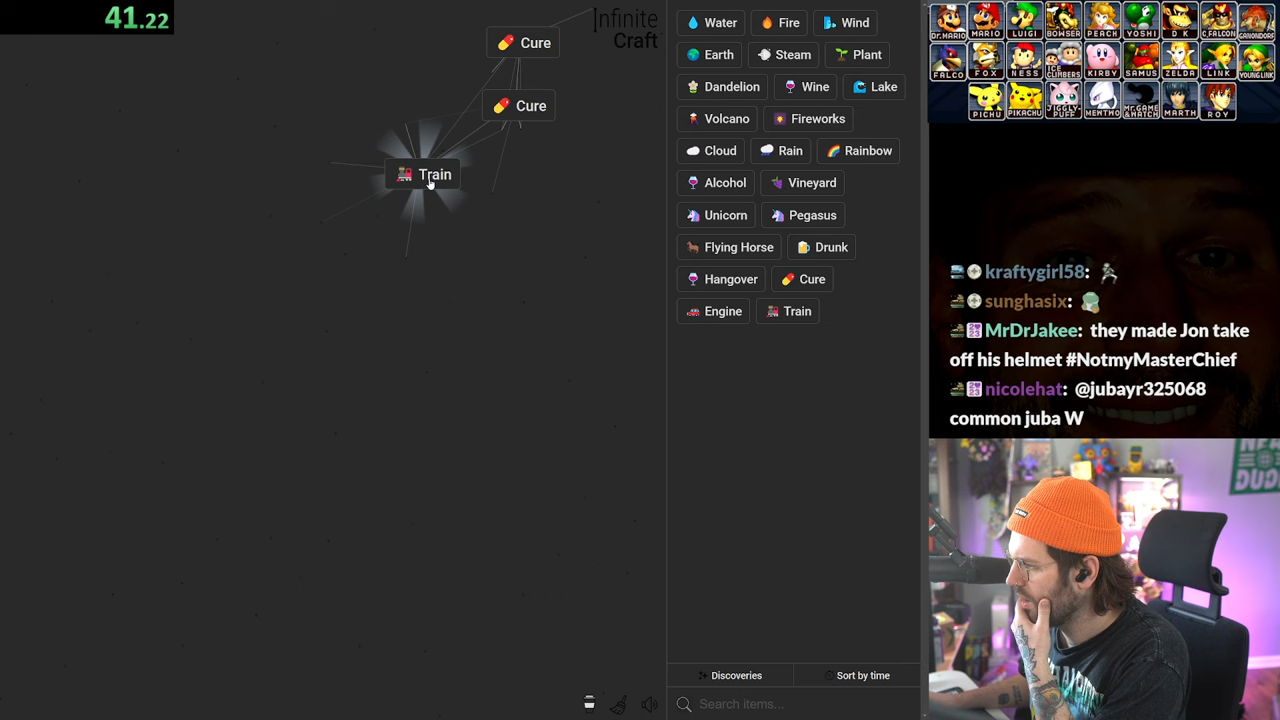 41.22
Infinite
Craft
Cure
Cure
Train
Water
Fire
Wind
Earth
Steam
Plant
Dandelion
Wine
Lake
Volcano
Fireworks
Cloud
Rain
Rainbow
Alcohol
Vineyard
Unicorn
Pegasus
Flying Horse
Drunk
Hangover
Cure
Engine
Train
Discoveries
Sort by time
Search items...
DR.MARIO MARIO LUIGI BOWSER PEACH YOSHI D K C.FALCON GANONDORF
FALCO FOX NESS ICE CLIMBERS KIRBY SAMUS ZELDA LINK YOUNG LINK
PICHU PIKACHU JIGGLY-PUFF MEWTWO MR.GAME &WATCH MARTH ROY
kraftygirl58:
sunghasix:
MrDrJakee: they made Jon take
off his helmet #NotmyMasterChief
nicolehat: @jubayr325068
common juba W